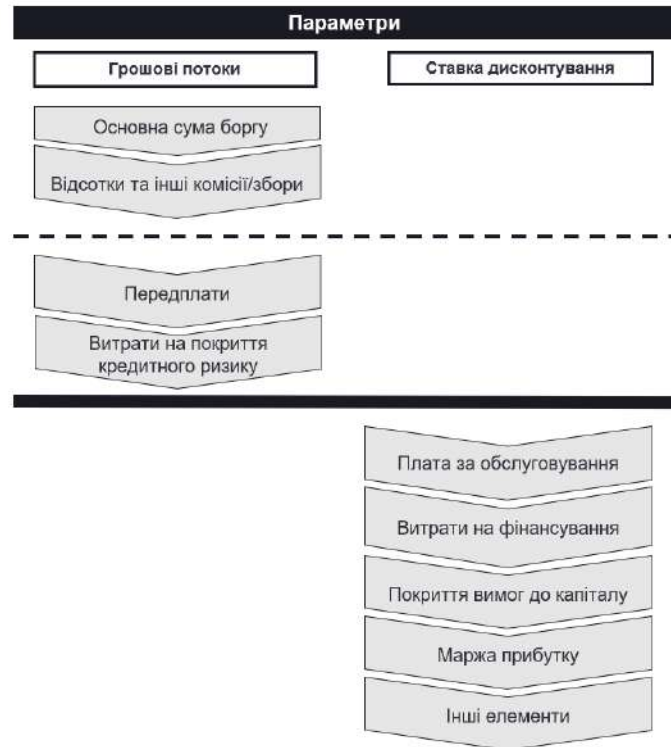 Параметри
Грошові потоки
Ставка дисконтування
Основна сума боргу
Відсотки та інші комісії/збори
Передплати
Витрати на покриття
кредитного ризику
Плата за обслуговування
Витрати на фінансування
Покриття вимог до капіталу
Маржа прибутку
Інші елементи